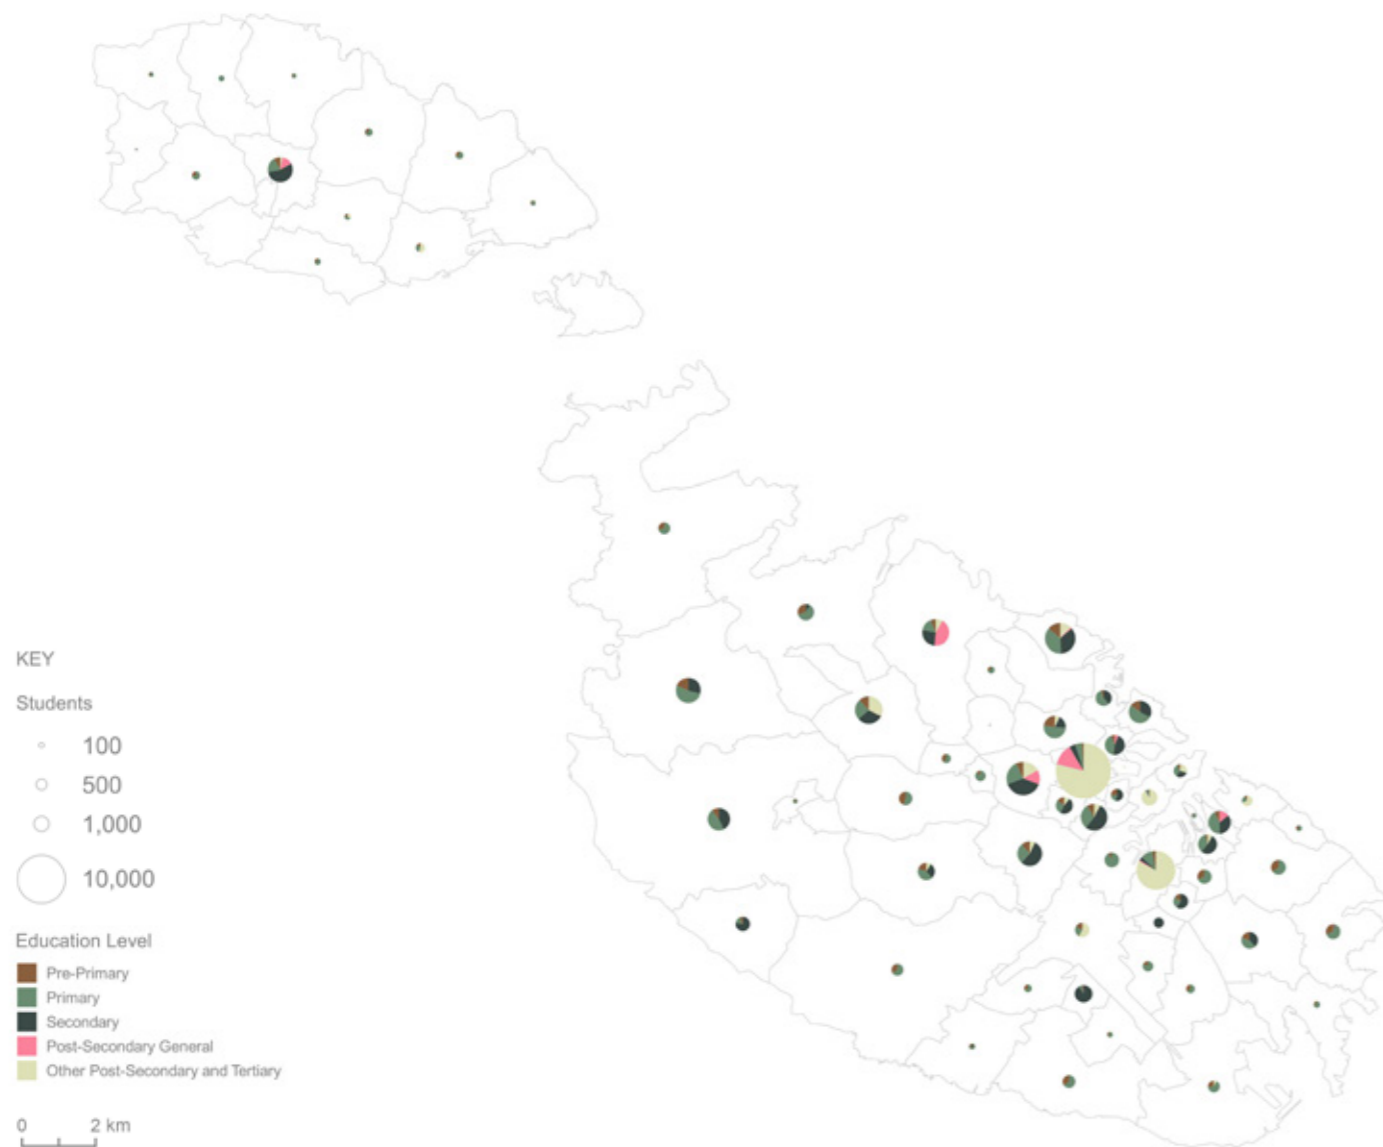 KEY
Students
100
500
1,000
10,000
Education Level
Pre-Primary
Primary
Secondary
Post-Secondary General
Other Post-Secondary and Tertiary
0 2 km